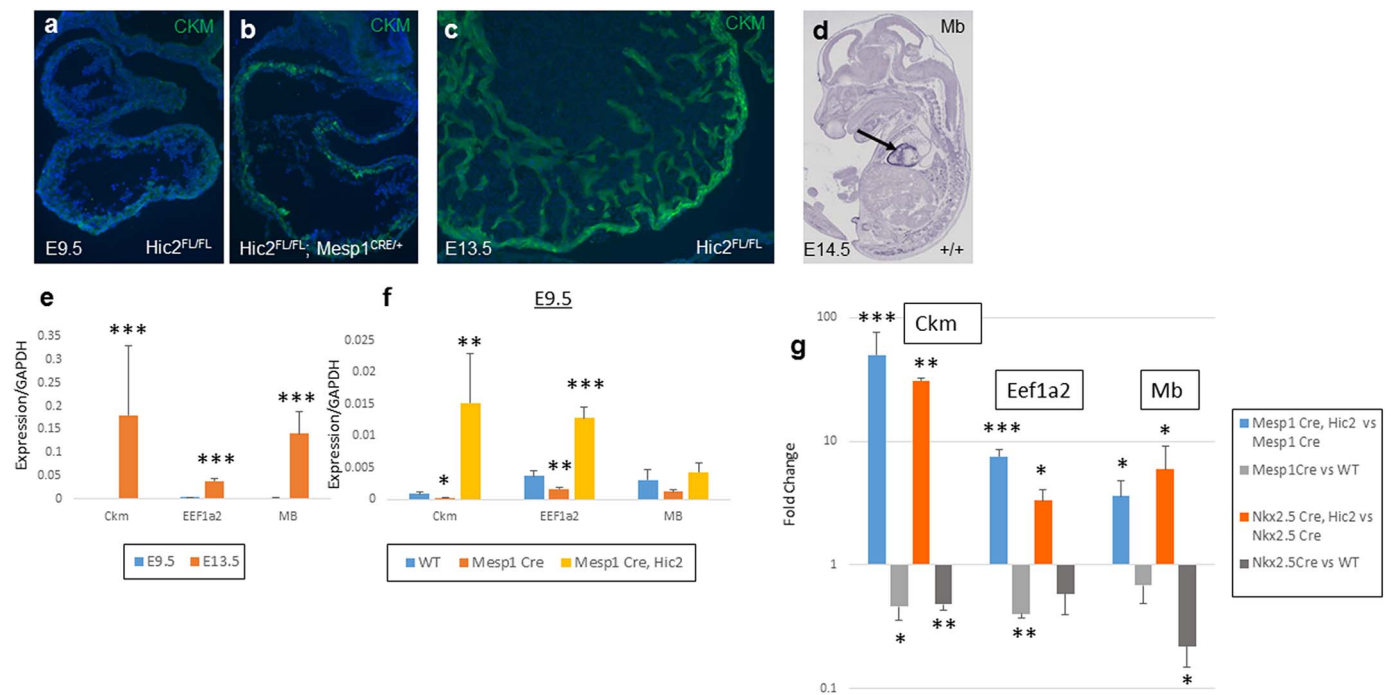 a
CKM
E9.5
Hic2FL/FL
b
CKM
Hic2FL/FL; Mesp1CRE/+
c
CKM
E13.5
Hic2FL/FL
d
Mb
E14.5
+/+
e
***
***
***
Expression/GAPDH
0.35
0.3
0.25
0.2
0.15
0.1
0.05
0
Ckm
EEF1a2
MB
E9.5
E13.5
f
E9.5
Expression/GAPDH
0.025
0.02
0.015
0.01
0.005
0
**
*
***
**
Ckm
EEF1a2
MB
WT
Mesp1 Cre
Mesp1 Cre, Hic2
g
Fold Change
100
10
1
0.1
Ckm
Eef1a2
Mb
***
**
*
**
***
*
**
*
*
*
Mesp1 Cre, Hic2 vs
Mesp1 Cre
Mesp1Cre vs WT
Nkx2.5 Cre, Hic2 vs
Nkx2.5 Cre
Nkx2.5Cre vs WT